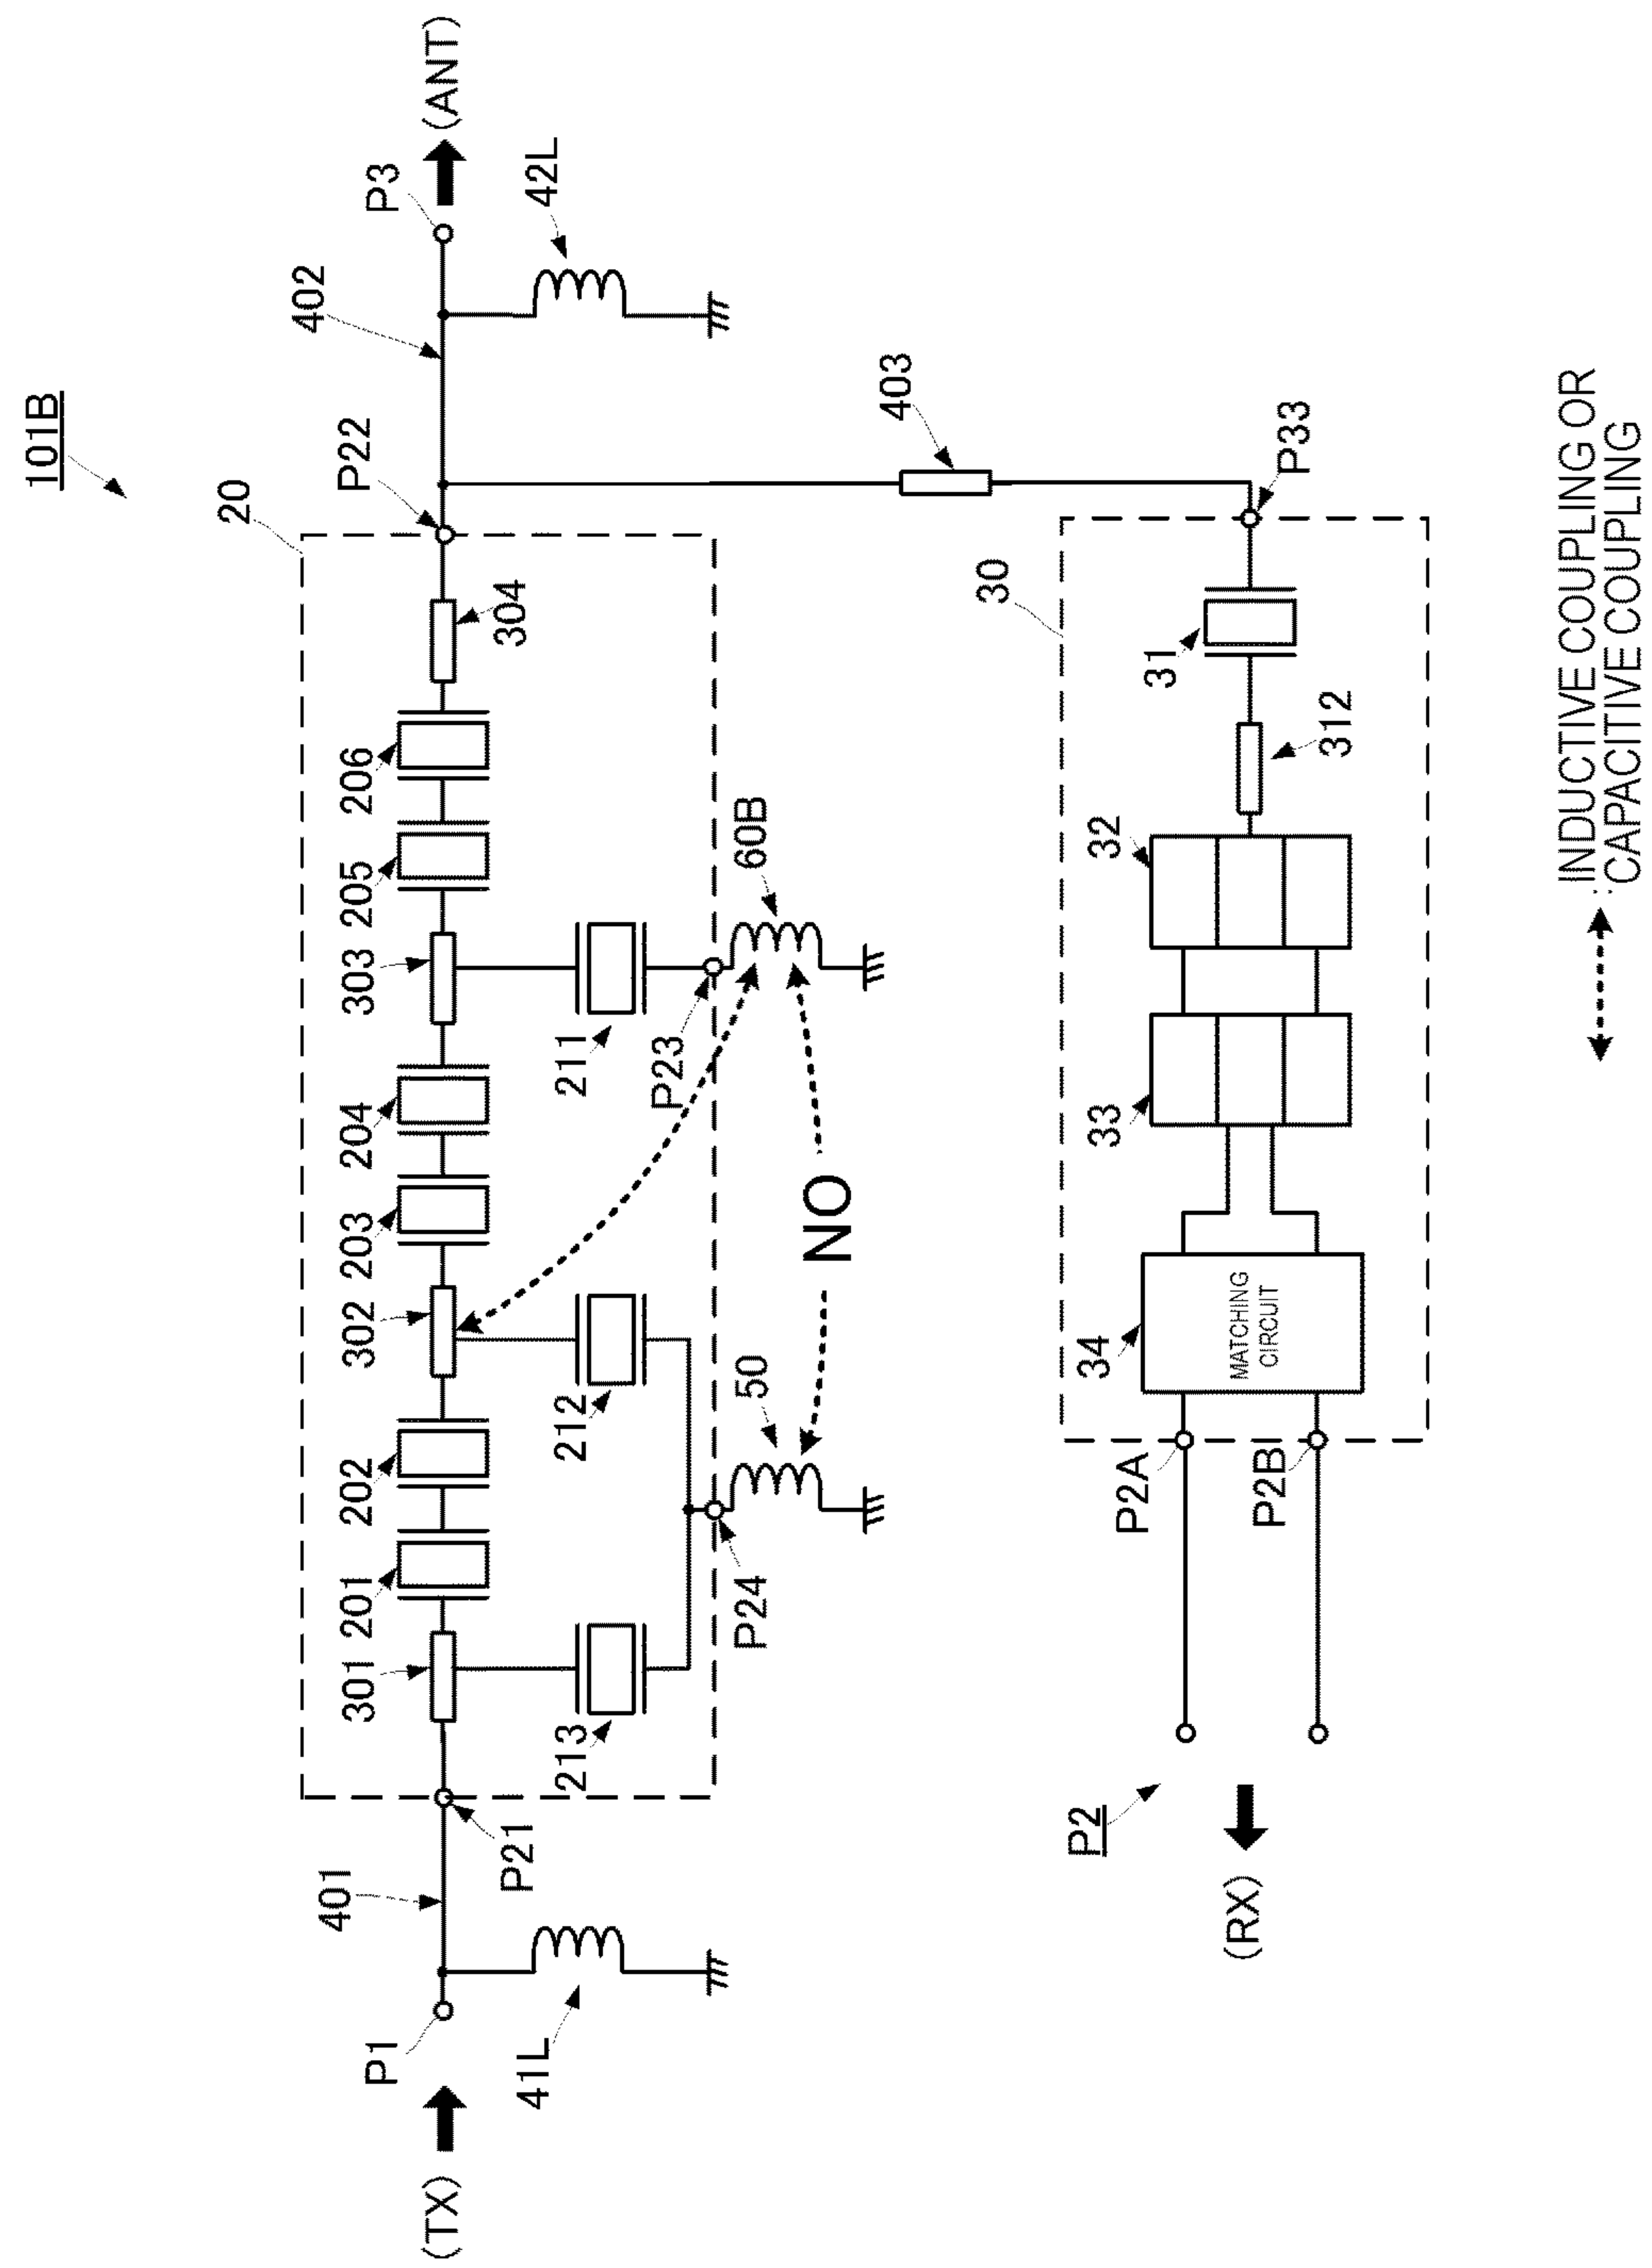 101B
(TX)
P1
41L
401
P21
20
301
201
202
302
203
204
303
205
206
304
P22
402
P3
(ANT)
42L
213
212
211
P24
50
P23
60B
NO
403
30
P33
31
312
32
33
34
MATCHING
CIRCUIT
P2A
P2B
P2
(RX)
: INDUCTIVE COUPLING OR
CAPACITIVE COUPLING